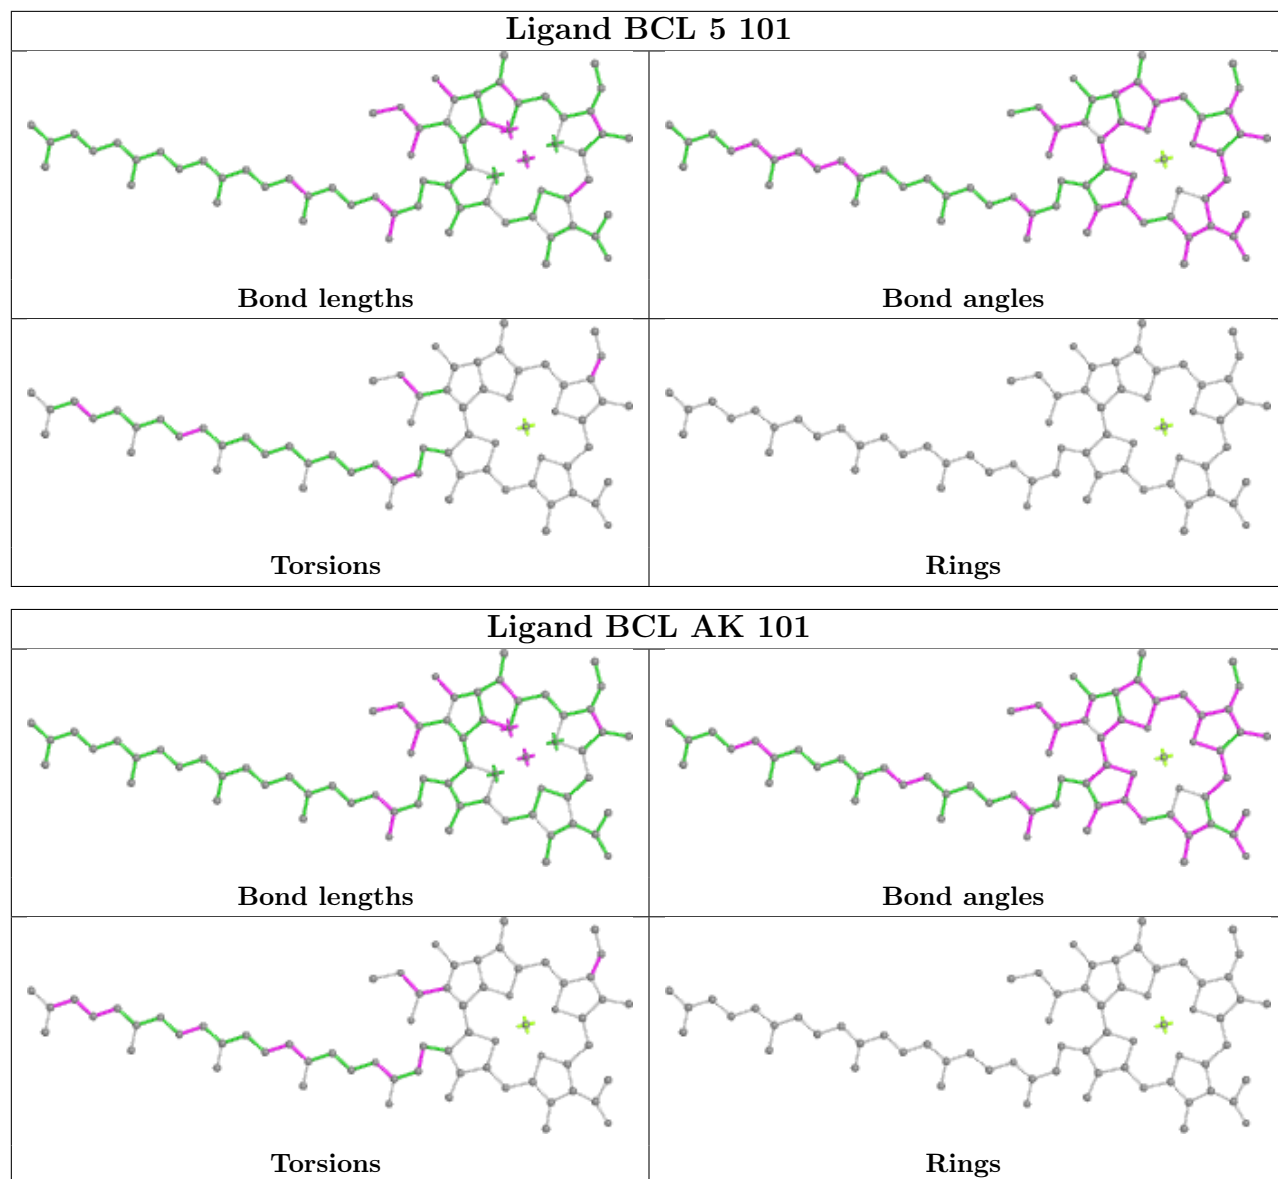 Ligand BCL 5 101
Bond lengths
Bond angles
Torsions
Rings
Ligand BCL AK 101
Bond lengths
Bond angles
Torsions
Rings